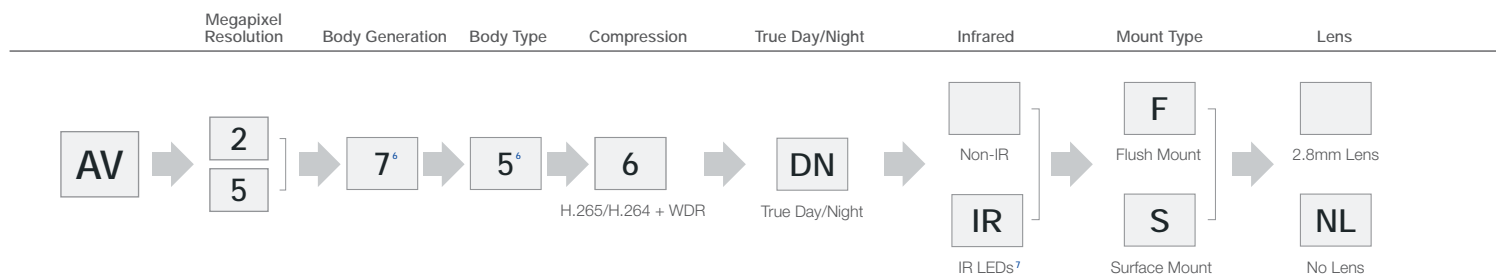 Megapixel
Resolution
Body Generation
Body Type
Compression
True Day/Night
Infrared
Mount Type
Lens
AV
2
5
7⁶
5⁶
6
H.265/H.264 + WDR
DN
True Day/Night
Non-IR
IR
IR LEDs⁷
F
Flush Mount
S
Surface Mount
2.8mm Lens
NL
No Lens